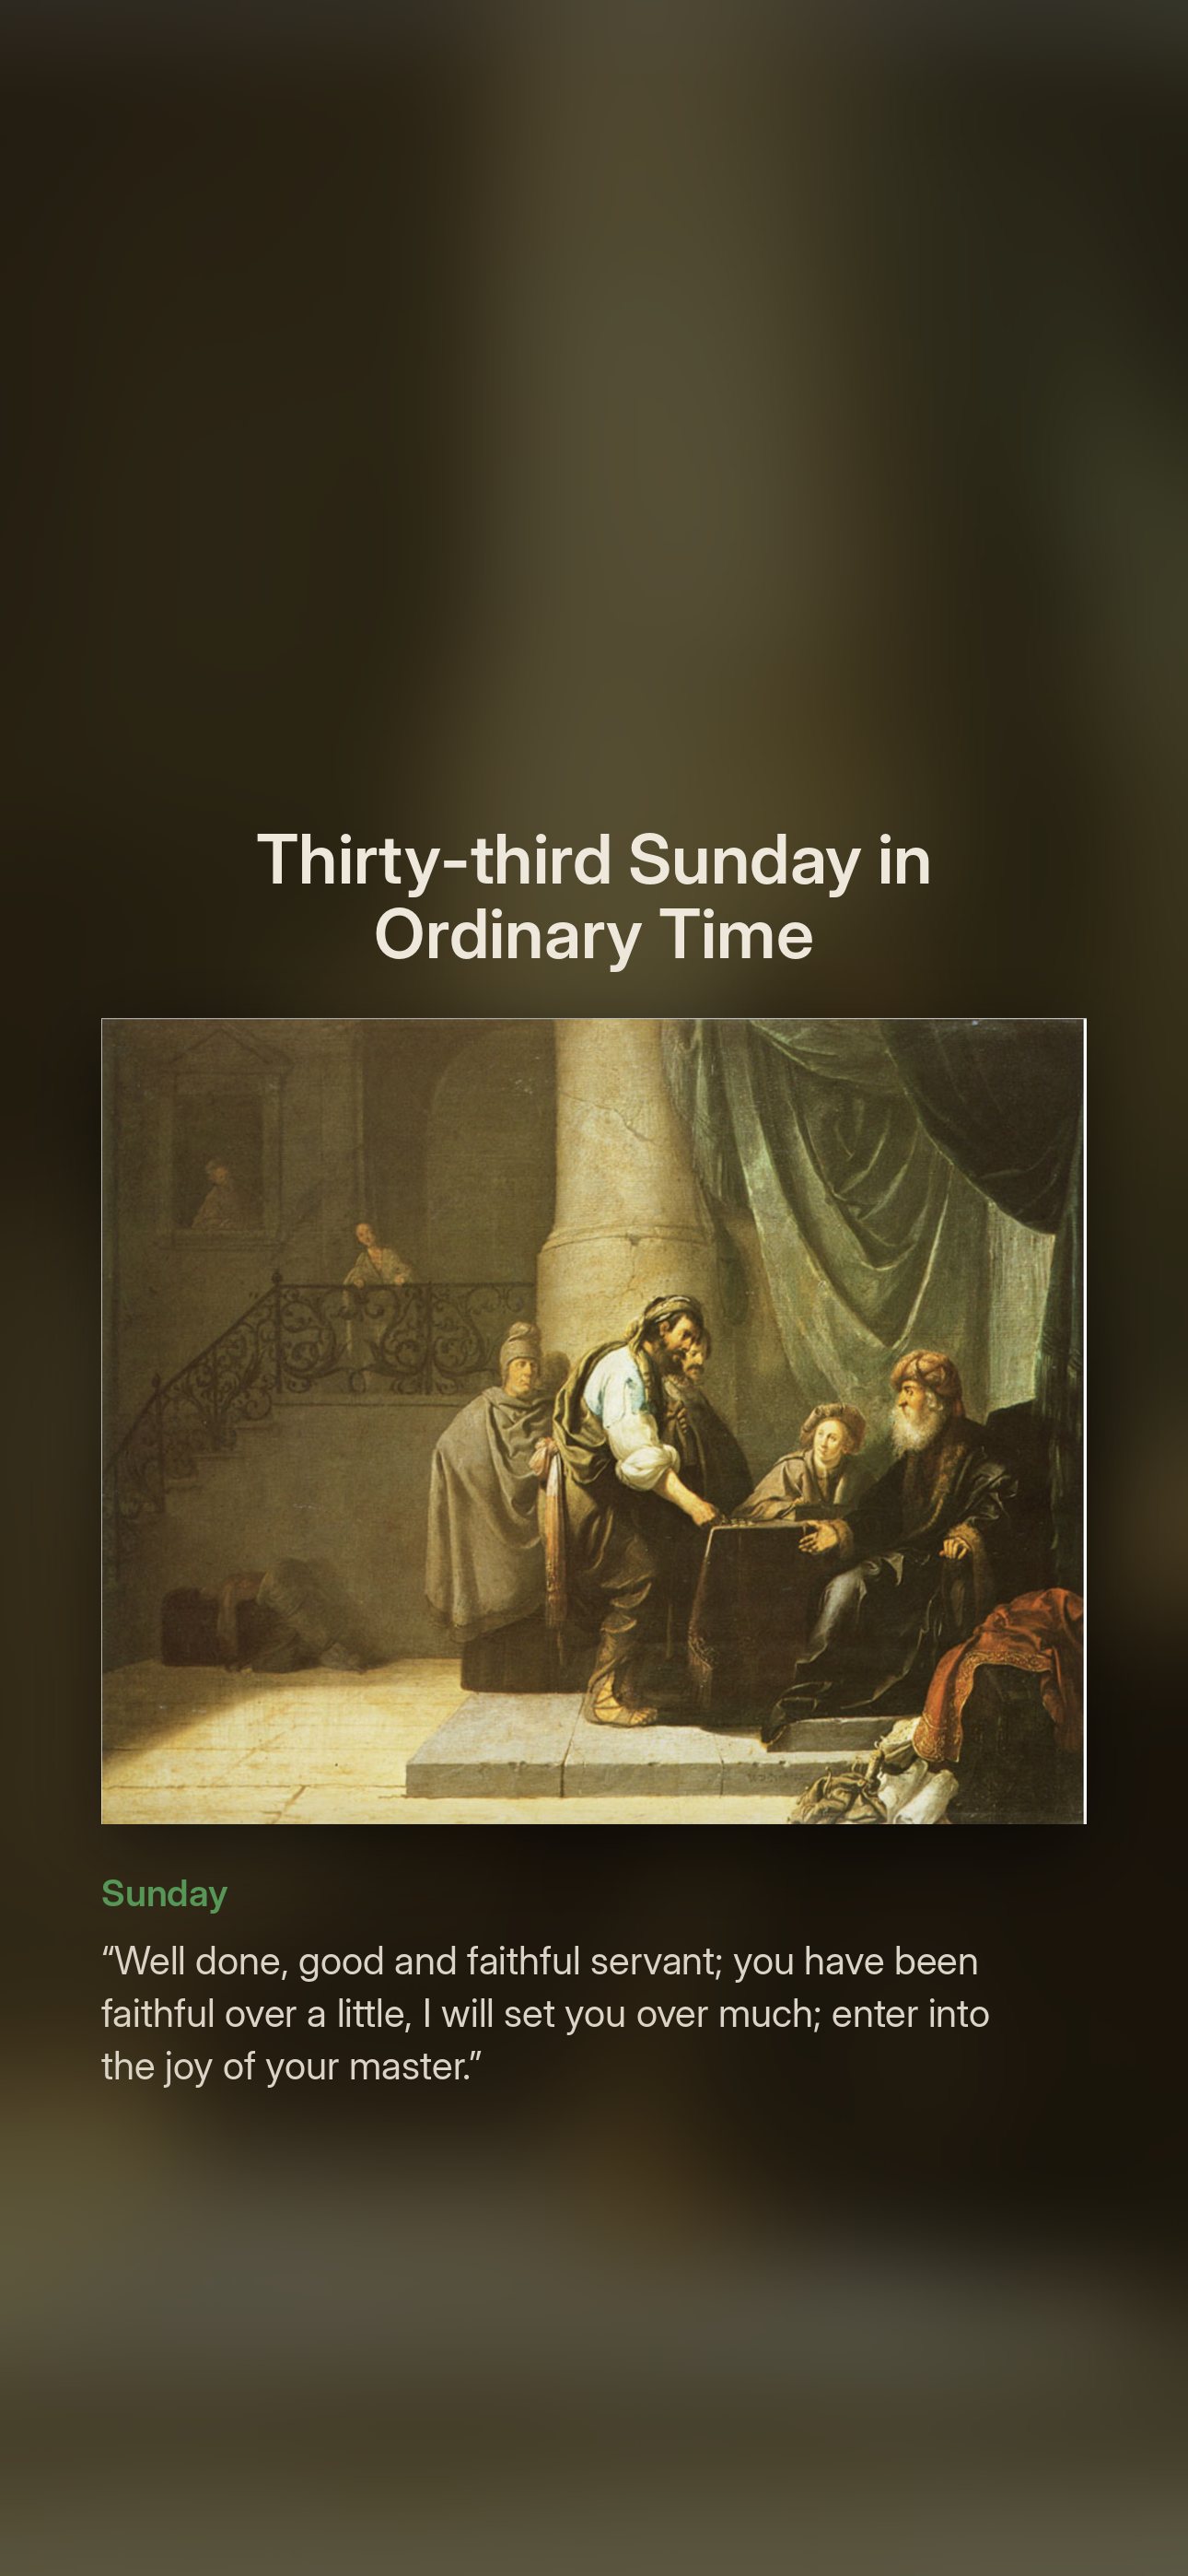 Thirty-third Sunday in
Ordinary Time
Sunday
“Well done, good and faithful servant; you have been
faithful over a little, I will set you over much; enter into
the joy of your master.”